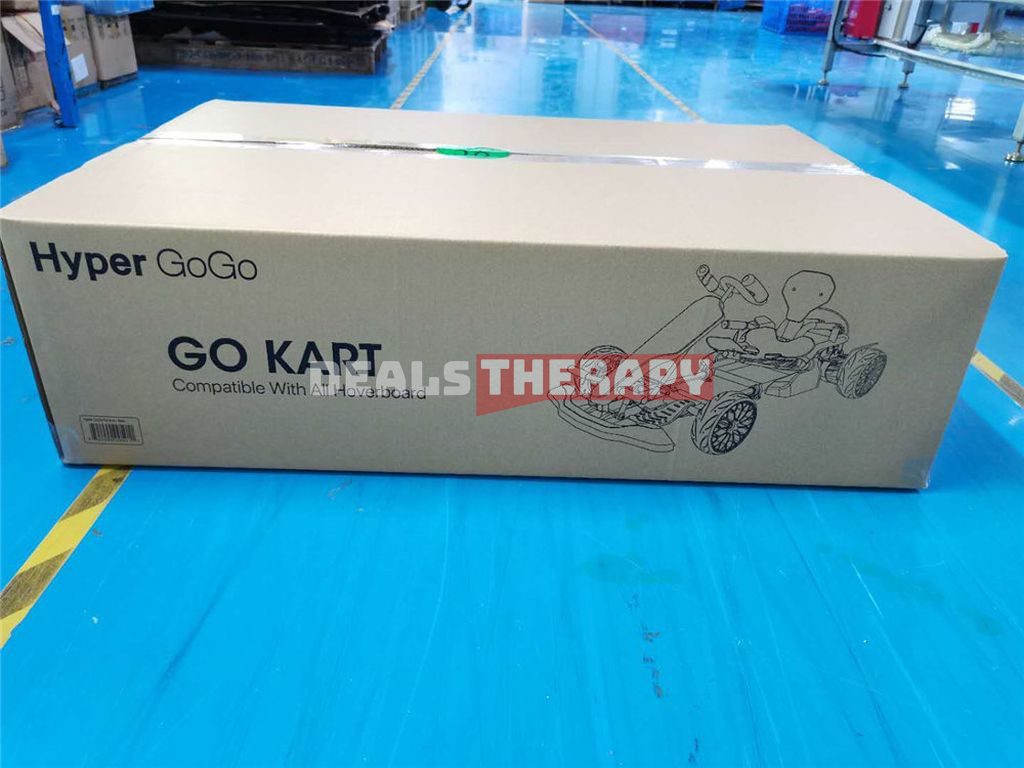 Hyper GoGo
GO KART
DEALS THERAPY
Compatible With All Hoverboard